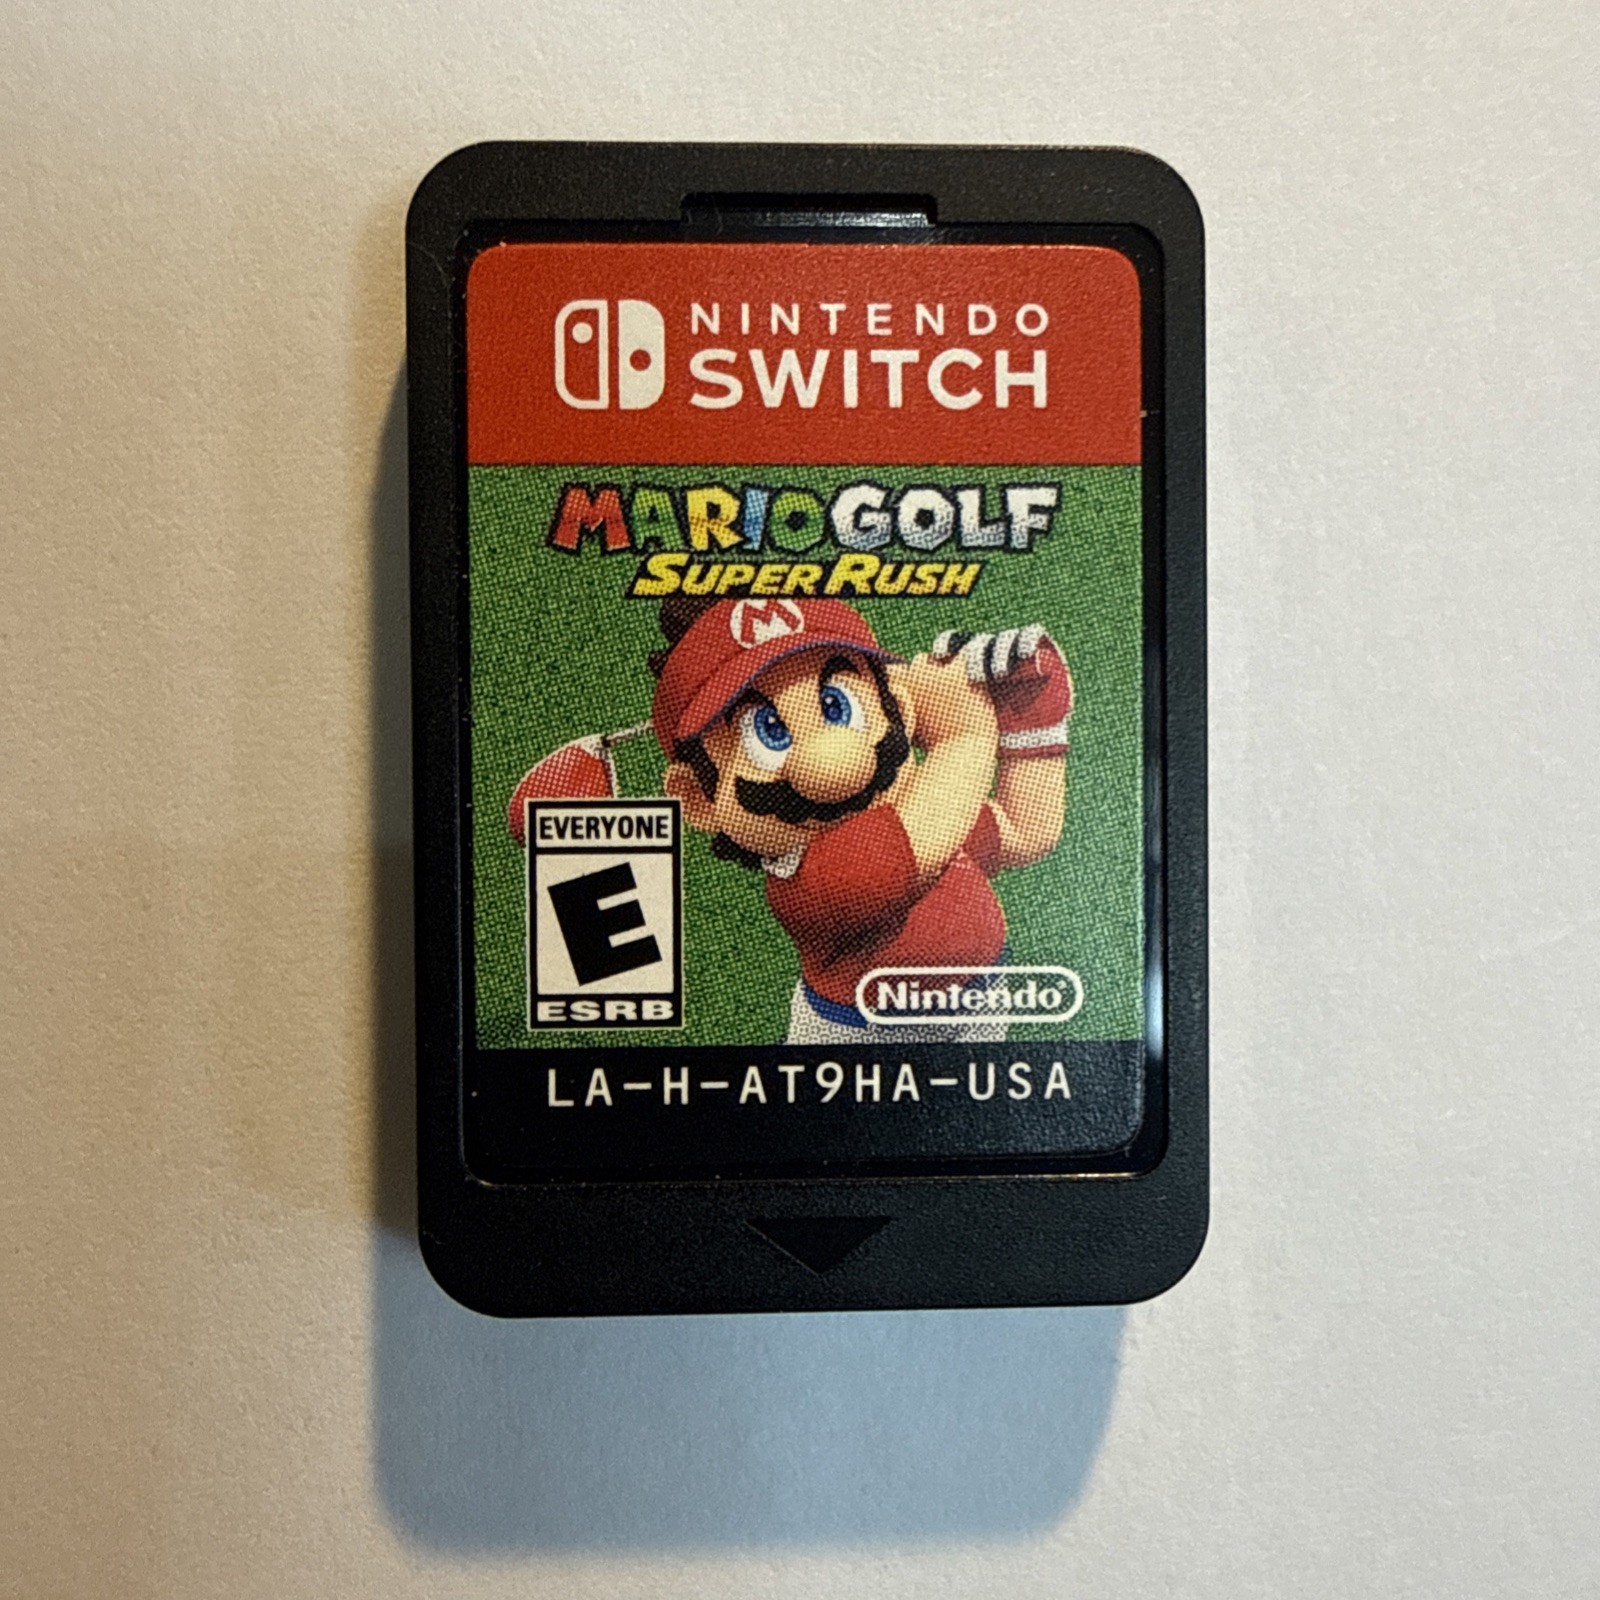 NINTENDO
SWITCH
MARIO GOLF
SUPER RUSH
M
EVERYONE
E
ESRB
Nintendo
LA-H-AT9HA-USA